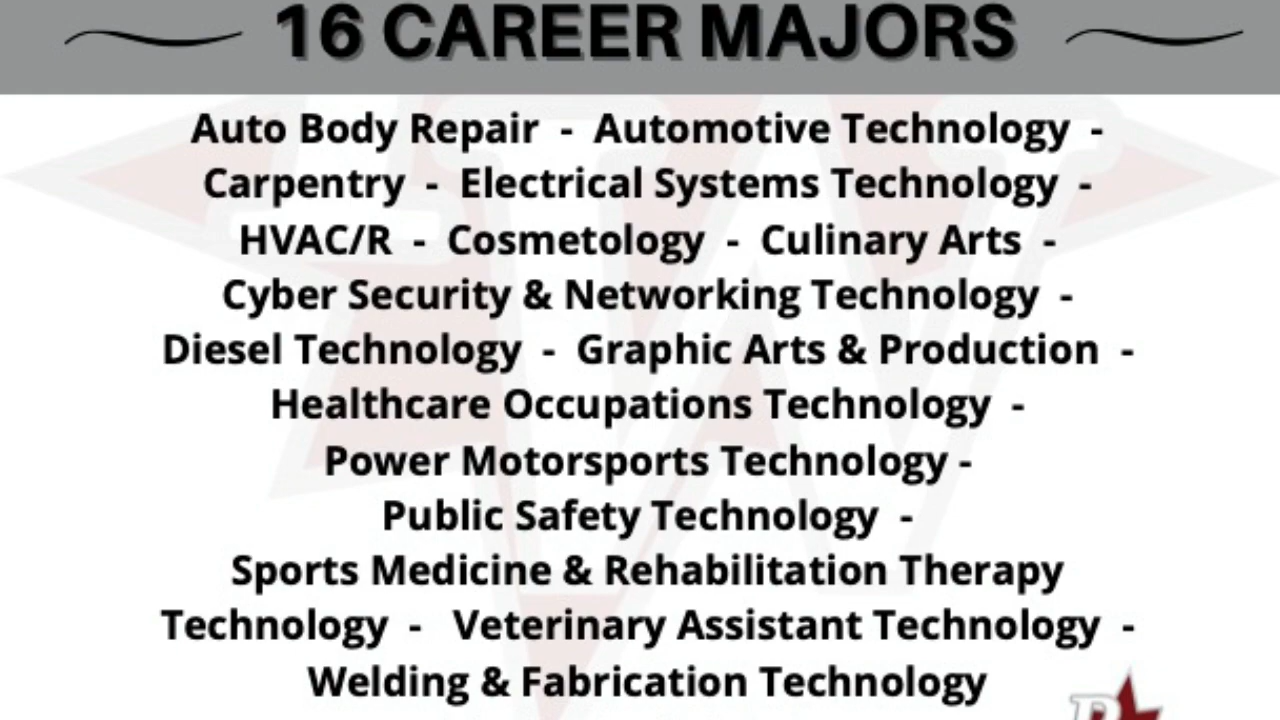 16 CAREER MAJORS
Auto Body Repair - Automotive Technology -
Carpentry - Electrical Systems Technology -
HVAC/R - Cosmetology - Culinary Arts -
Cyber Security & Networking Technology -
Diesel Technology - Graphic Arts & Production -
Healthcare Occupations Technology -
Power Motorsports Technology -
Public Safety Technology -
Sports Medicine & Rehabilitation Therapy
Technology - Veterinary Assistant Technology -
Welding & Fabrication Technology